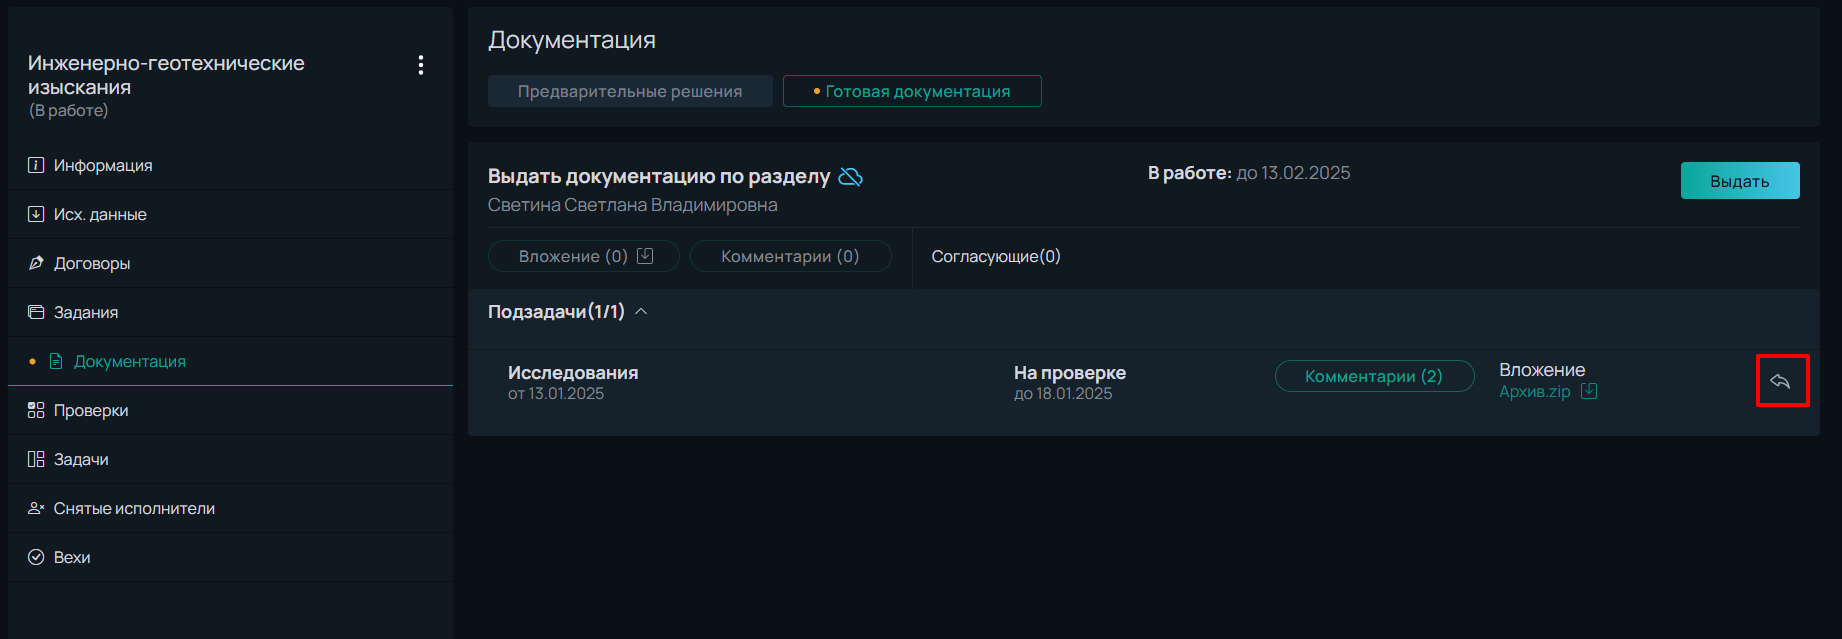 Инженерно-геотехнические
изыскания
(В работе)
Информация
Исх. данные
Договоры
Задания
Документация
Проверки
Задачи
Снятые исполнители
Вехи
Документация
Предварительные решения
Готовая документация
Выдать документацию по разделу
Светина Светлана Владимировна
В работе: до 13.02.2025
Выдать
Вложение (0)
Комментарии (0)
Согласующие(0)
Подзадачи(1/1)
Исследования
от 13.01.2025
На проверке
до 18.01.2025
Комментарии (2)
Вложение
Архив.zip